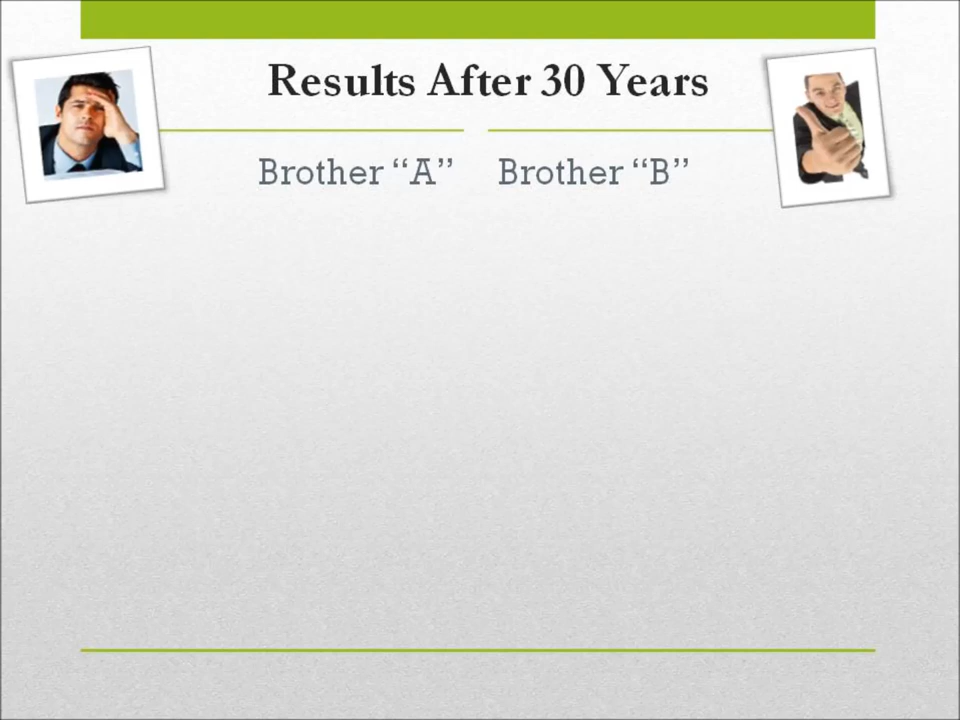 Results After 30 Years
Brother “A” Brother “B”